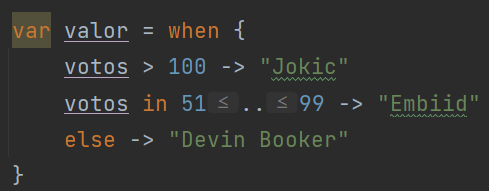 var valor = when {
votos > 100 -> "Jokic"
votos in 51≤..≤99 -> "Embiid"
else -> "Devin Booker"
}